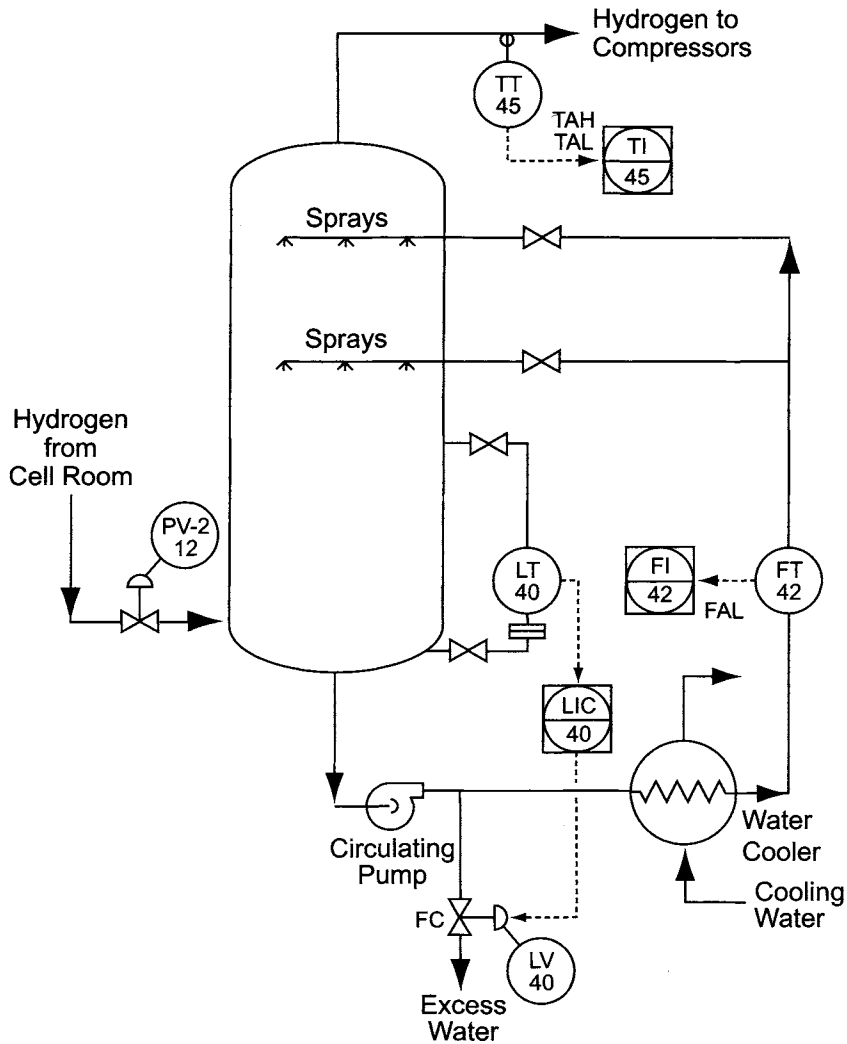 Hydrogen to
Compressors
TT
45
TAH
TAL
TI
45
Sprays
Sprays
Hydrogen
from
Cell Room
PV-2
12
LT
40
FI
42
FT
42
FAL
LIC
40
Water
Cooler
Circulating
Pump
Cooling
Water
FC
LV
40
Excess
Water